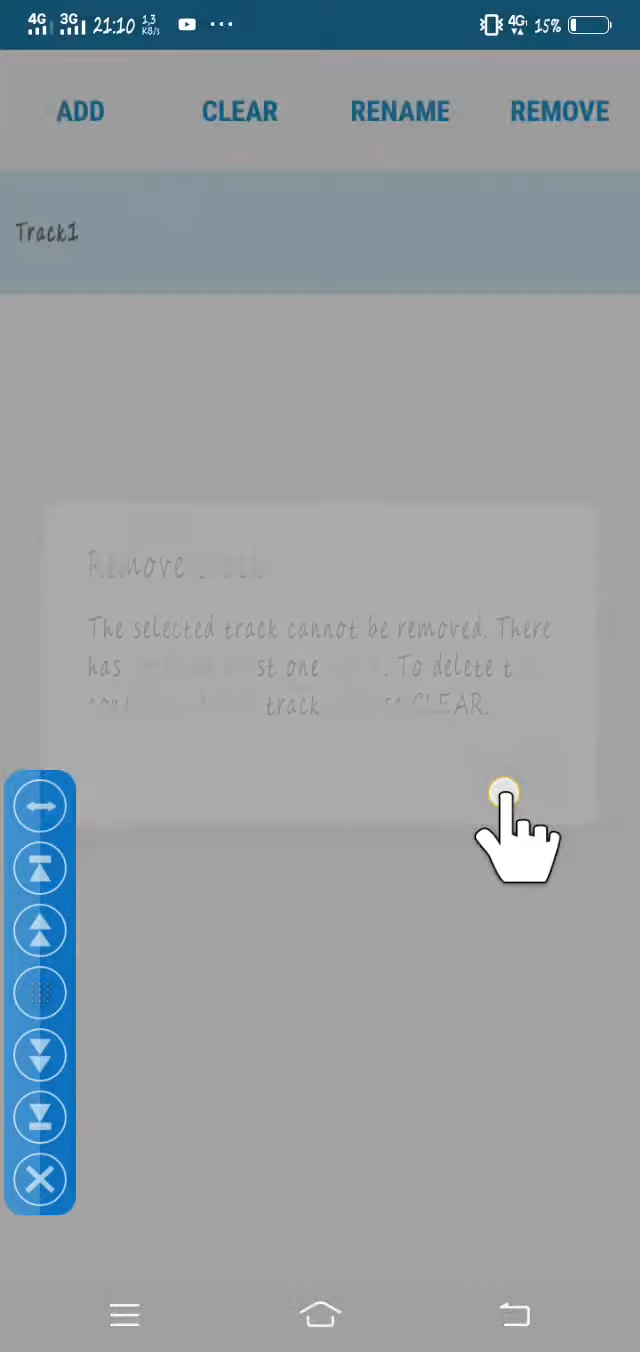 4G 3G 21:10 1,3 KB/s ... 4G 15%
ADD CLEAR RENAME REMOVE
Track1
Remove
The selected track cannot be removed. There
has st one . To delete t
track CLEAR.